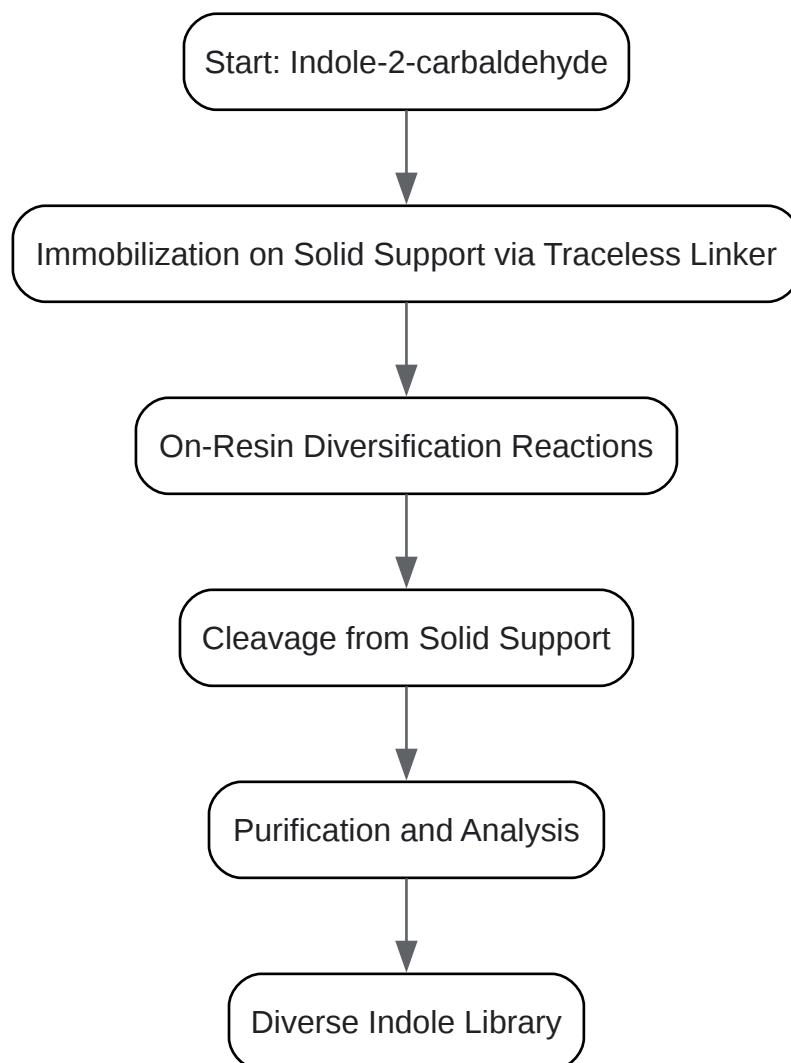 Start: Indole-2-carbaldehyde
Immobilization on Solid Support via Traceless Linker
On-Resin Diversification Reactions
Cleavage from Solid Support
Purification and Analysis
Diverse Indole Library